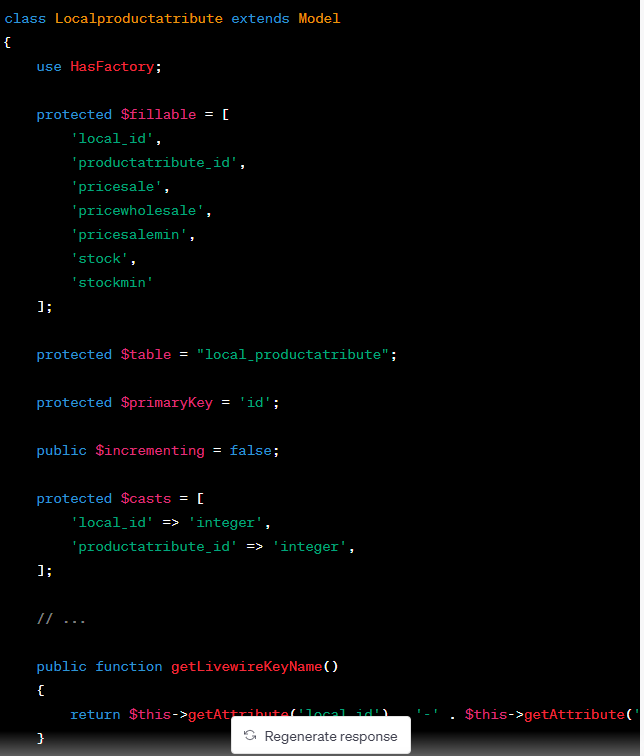 class Localproductatribute extends Model
{
    use HasFactory;

    protected $fillable = [
        'local_id',
        'productatribute_id',
        'pricesale',
        'pricewholesale',
        'pricesalemin',
        'stock',
        'stockmin'
    ];

    protected $table = "local_productatribute";

    protected $primaryKey = 'id';

    public $incrementing = false;

    protected $casts = [
        'local_id' => 'integer',
        'productatribute_id' => 'integer',
    ];

    // ...

    public function getLivewireKeyName()
    {
        return $this->getAttribute('local_id') . '-' . $this->getAttribute('
Regenerate response
    }